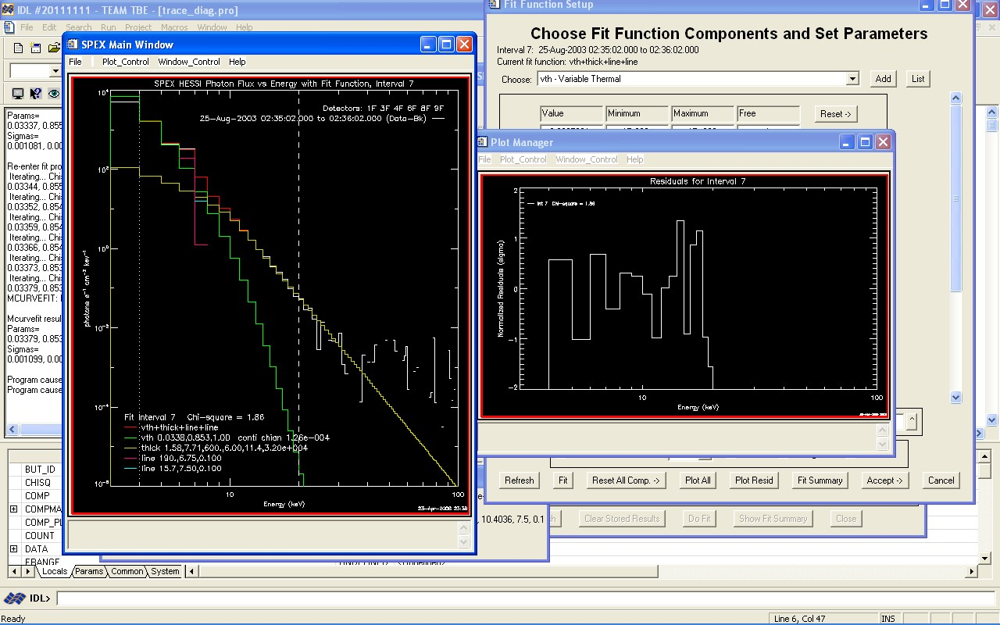 IDL #20111111 - TEAM TBE - [trace_diag.pro]
File Edit Search Run Project Macros Window Help
Params=
0.03337, 0.855
Sigmas=
0.001081, 0.00
Re-enter fit pro
Iterating... Chi
0.03344, 0.855
Iterating... Chi
0.03352, 0.854
Iterating... Chi
0.03359, 0.854
Iterating... Chi
0.03366, 0.854
Iterating... Chi
0.03373, 0.853
Iterating... Chi
0.03379, 0.853
MCURVEFIT:
Mcurvefit resul
Params=
0.03379, 0.853
Sigmas=
0.001099, 0.00
Program cause
Program cause
SPEX Main Window
File Plot_Control Window_Control Help
SPEX HESSI Photon Flux vs Energy with Fit Function, Interval 7
Detectors: 1F 3F 4F 6F 8F 9F
25-Aug-2003 02:35:02.000 to 02:36:02.000 (Data-Bk)
10^4
10^2
10^0
10^-2
10^-4
10^-6
photons s^-1 cm^-2 keV^-1
Fit Interval 7 Chi-square = 1.86
vth+thick+line+line
vth 0.0338,0.853,1.00 conti chian 1.26e-004
thick 1.58,7.71,600.,6.00,11.4,3.20e+004
line 190.,6.75,0.100
line 15.7,7.50,0.100
10
100
Energy (keV)
23-Apr-2008 23:38
Fit Function Setup
Choose Fit Function Components and Set Parameters
Interval 7: 25-Aug-2003 02:35:02.000 to 02:36:02.000
Current fit function: vth+thick+line+line
Choose: vth - Variable Thermal Add List
Value Minimum Maximum Free Reset ->
Plot Manager
File Plot_Control Window_Control Help
Residuals for Interval 7
Int 7 Chi-square = 1.86
2
1
0
-1
-2
Normalized Residuals (sigma)
10
100
Energy (keV)
Refresh Fit Reset All Comp. -> Plot All Plot Resid Fit Summary Accept -> Cancel
Clear Stored Results Do Fit Show Fit Summary Close
10.4036, 7.5, 0.1
BUT_ID
CHISQ
COMP
COMPMA
COMP_PL
COUNT
DATA
EBANGE
Locals Params Common System
IDL>
Ready
Line 6, Col 47
INS